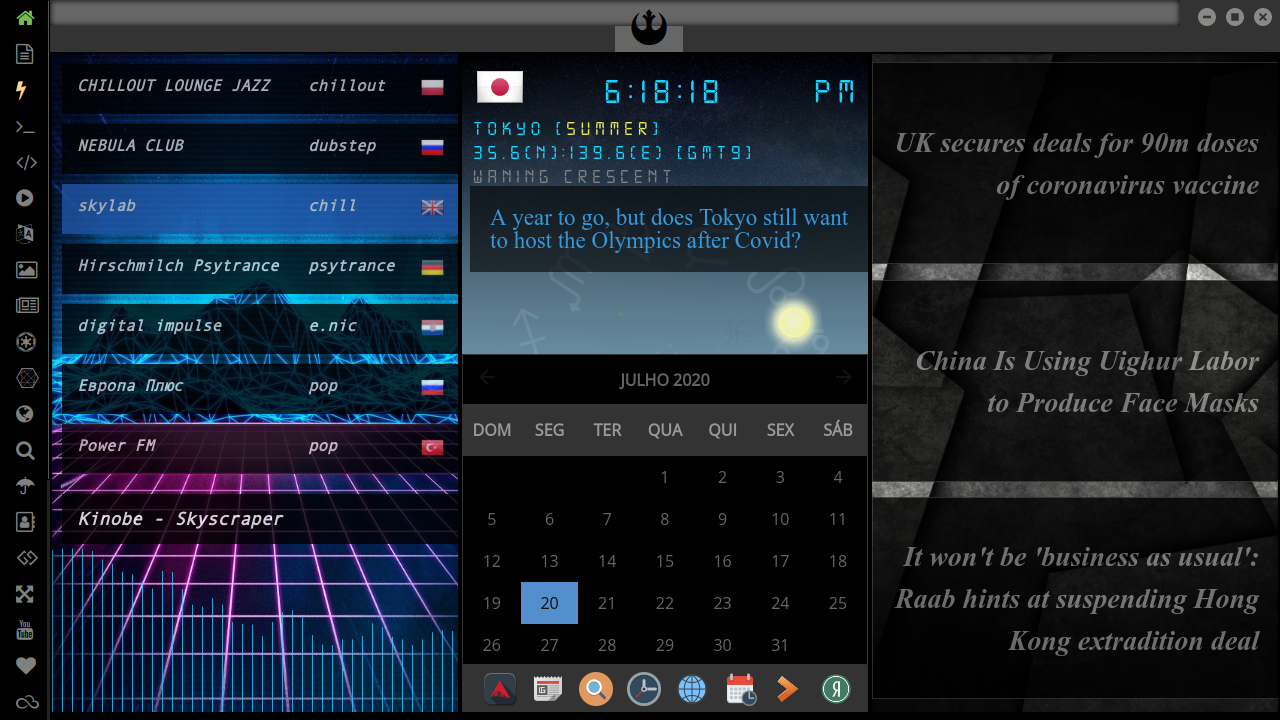 CHILLOUT LOUNGE JAZZ chillout
NEBULA CLUB dubstep
skylab chill
Hirschmilch Psytrance psytrance
digital impulse e.nic
Европа Плюс pop
Power FM pop
Kinobe - Skyscraper
6:18:18 PM
TOKYO [SUMMER]
35.6(N):139.6(E) [GMT9]
WANING CRESCENT
A year to go, but does Tokyo still want
to host the Olympics after Covid?
JULHO 2020
DOM SEG TER QUA QUI SEX SÁB
1 2 3 4
5 6 7 8 9 10 11
12 13 14 15 16 17 18
19 20 21 22 23 24 25
26 27 28 29 30 31
UK secures deals for 90m doses
of coronavirus vaccine
China Is Using Uighur Labor
to Produce Face Masks
It won't be 'business as usual':
Raab hints at suspending Hong
Kong extradition deal
You
Tube
Я